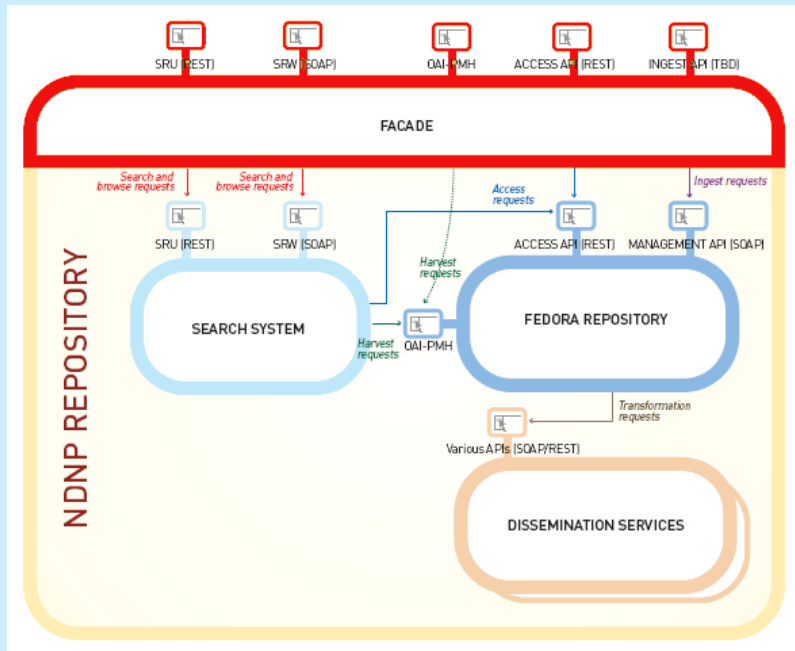 SRU (REST)
SRW (SOAP)
OAI-PMH
ACCESS API (REST)
INGEST API (TBD)
FACADE
Search and
browse requests
Search and
browse requests
Access
requests
Ingest requests
SRU (REST)
SRW (SOAP)
ACCESS API (REST)
MANAGEMENT API (SOAP)
Harvest
requests
NDNP REPOSITORY
SEARCH SYSTEM
FEDORA REPOSITORY
Harvest
requests
OAI-PMH
Transformation
requests
Various APIs (SOAP/REST)
DISSEMINATION SERVICES